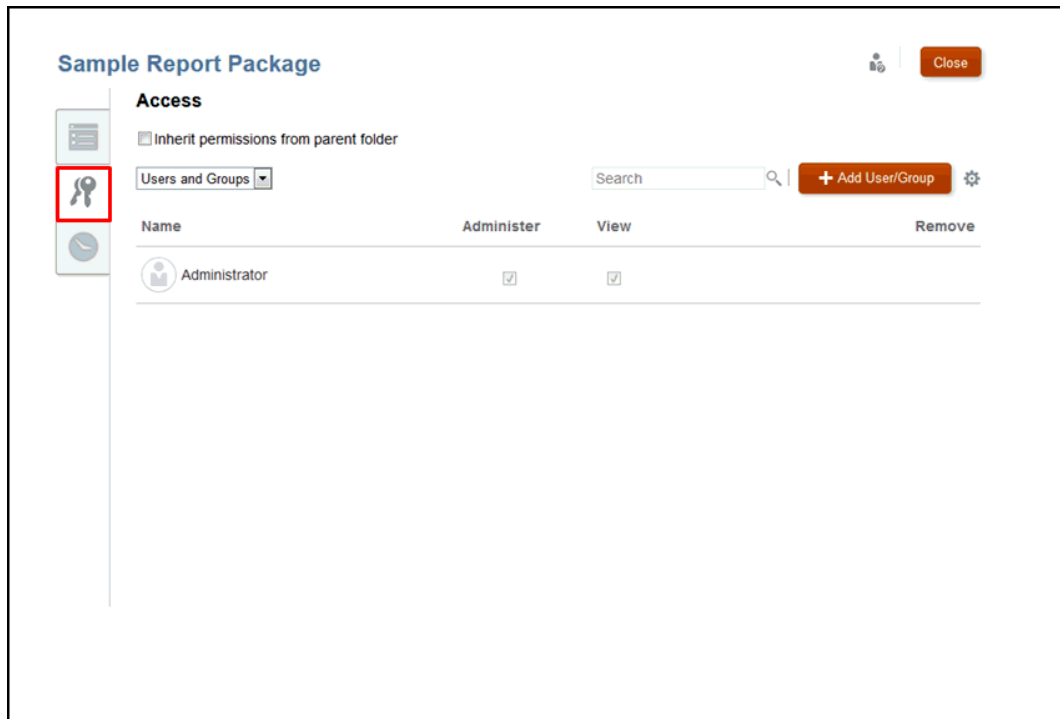 Sample Report Package
Close
Access
Inherit permissions from parent folder
Users and Groups
Search
+ Add User/Group
Name Administer View Remove
Administrator